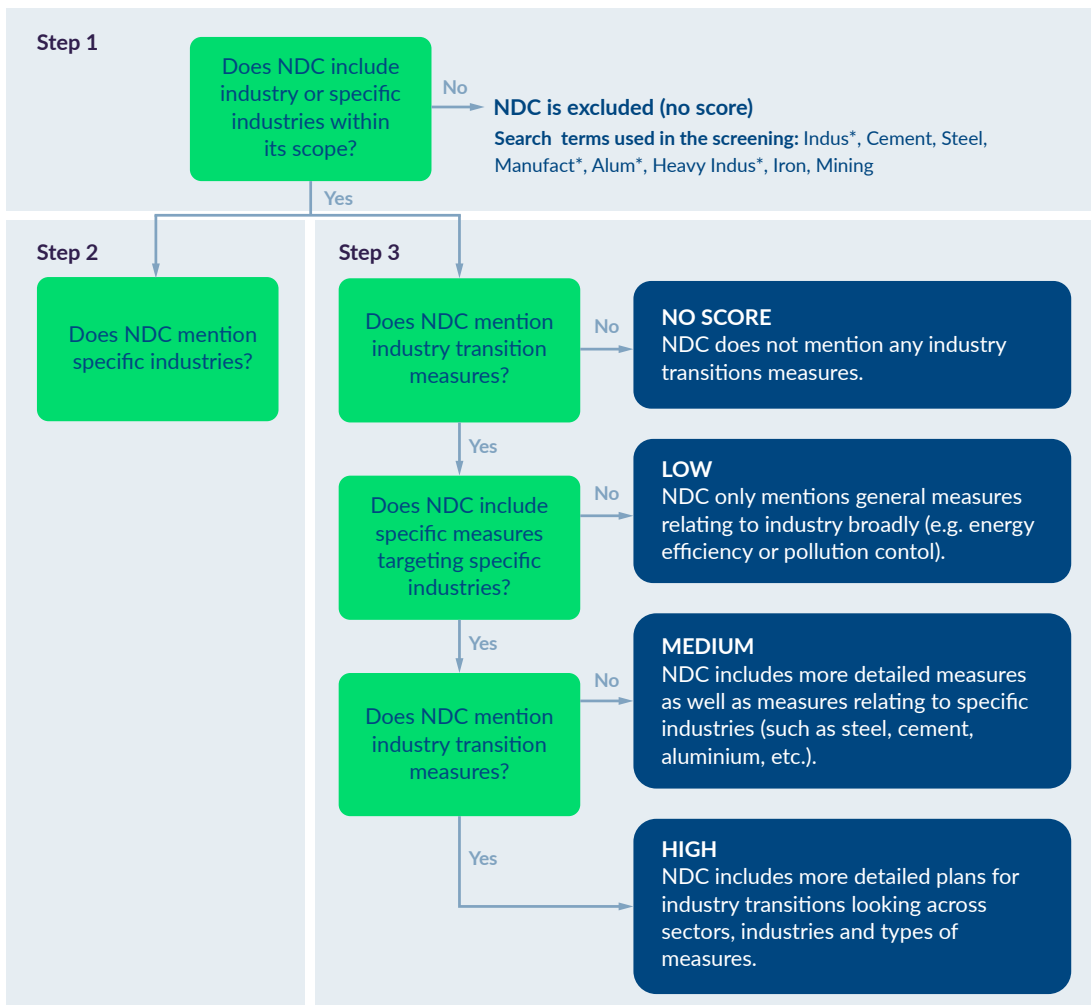 Step 1
Does NDC include
industry or specific
industries within
its scope?
No
NDC is excluded (no score)
Search terms used in the screening: Indus*, Cement, Steel,
Manufact*, Alum*, Heavy Indus*, Iron, Mining
Yes
Step 2
Does NDC mention
specific industries?
Step 3
Does NDC mention
industry transition
measures?
No
NO SCORE
NDC does not mention any industry
transitions measures.
Yes
Does NDC include
specific measures
targeting specific
industries?
No
LOW
NDC only mentions general measures
relating to industry broadly (e.g. energy
efficiency or pollution contol).
Yes
Does NDC mention
industry transition
measures?
No
MEDIUM
NDC includes more detailed measures
as well as measures relating to specific
industries (such as steel, cement,
aluminium, etc.).
Yes
HIGH
NDC includes more detailed plans for
industry transitions looking across
sectors, industries and types of
measures.